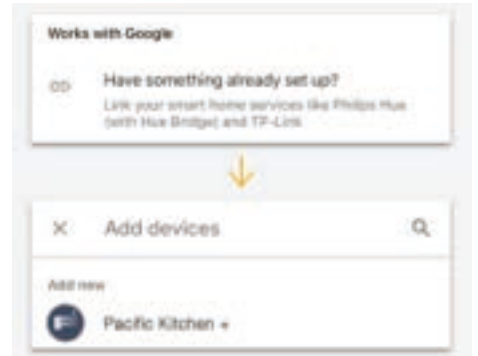 Works with Google
Have something already set up?
Link your smart home services like Philips Hue
(with Hue Bridge) and TP-Link
Add devices
Add new
Pacific Kitchen +